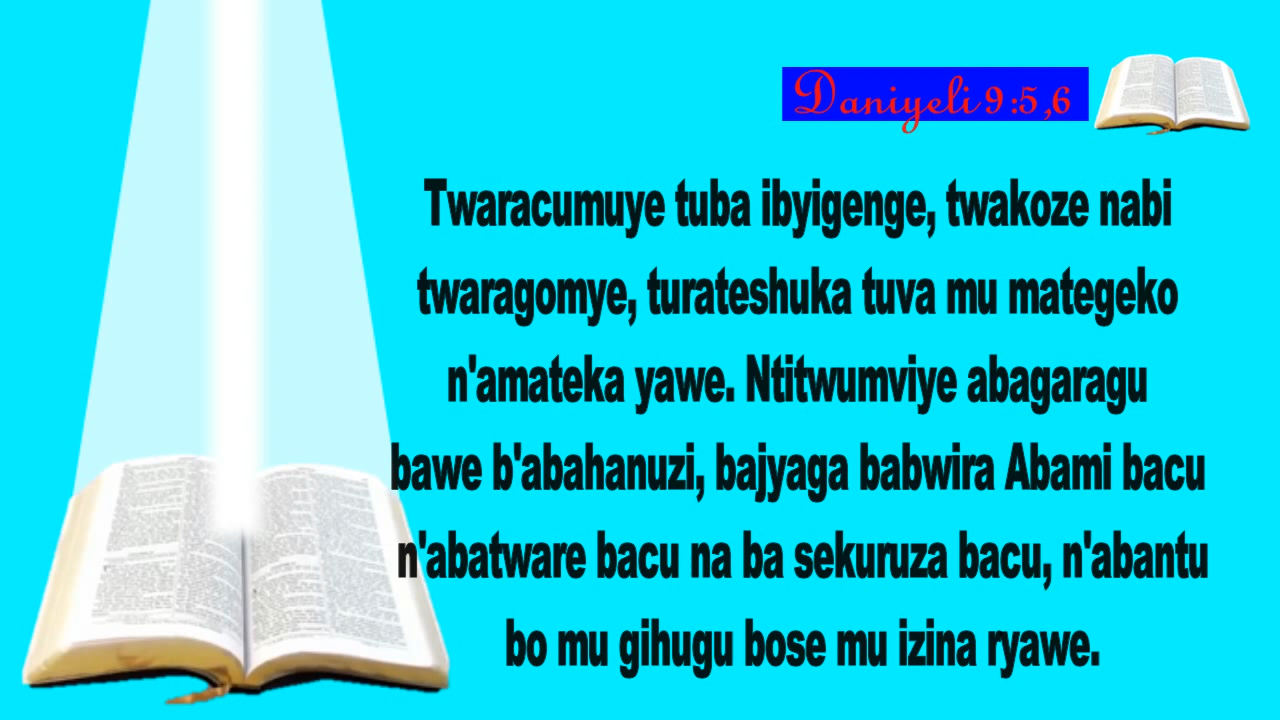 Daniyeli 9:5,6
Twaracumuye tuba ibyigenge, twakoze nabi
twaragomye, turateshuka tuva mu mategeko
n'amateka yawe. Ntitwumviye abagaragu
bawe b'abahanuzi, bajyaga babwira Abami bacu
n'abatware bacu na ba sekuruza bacu, n'abantu
bo mu gihugu bose mu izina ryawe.